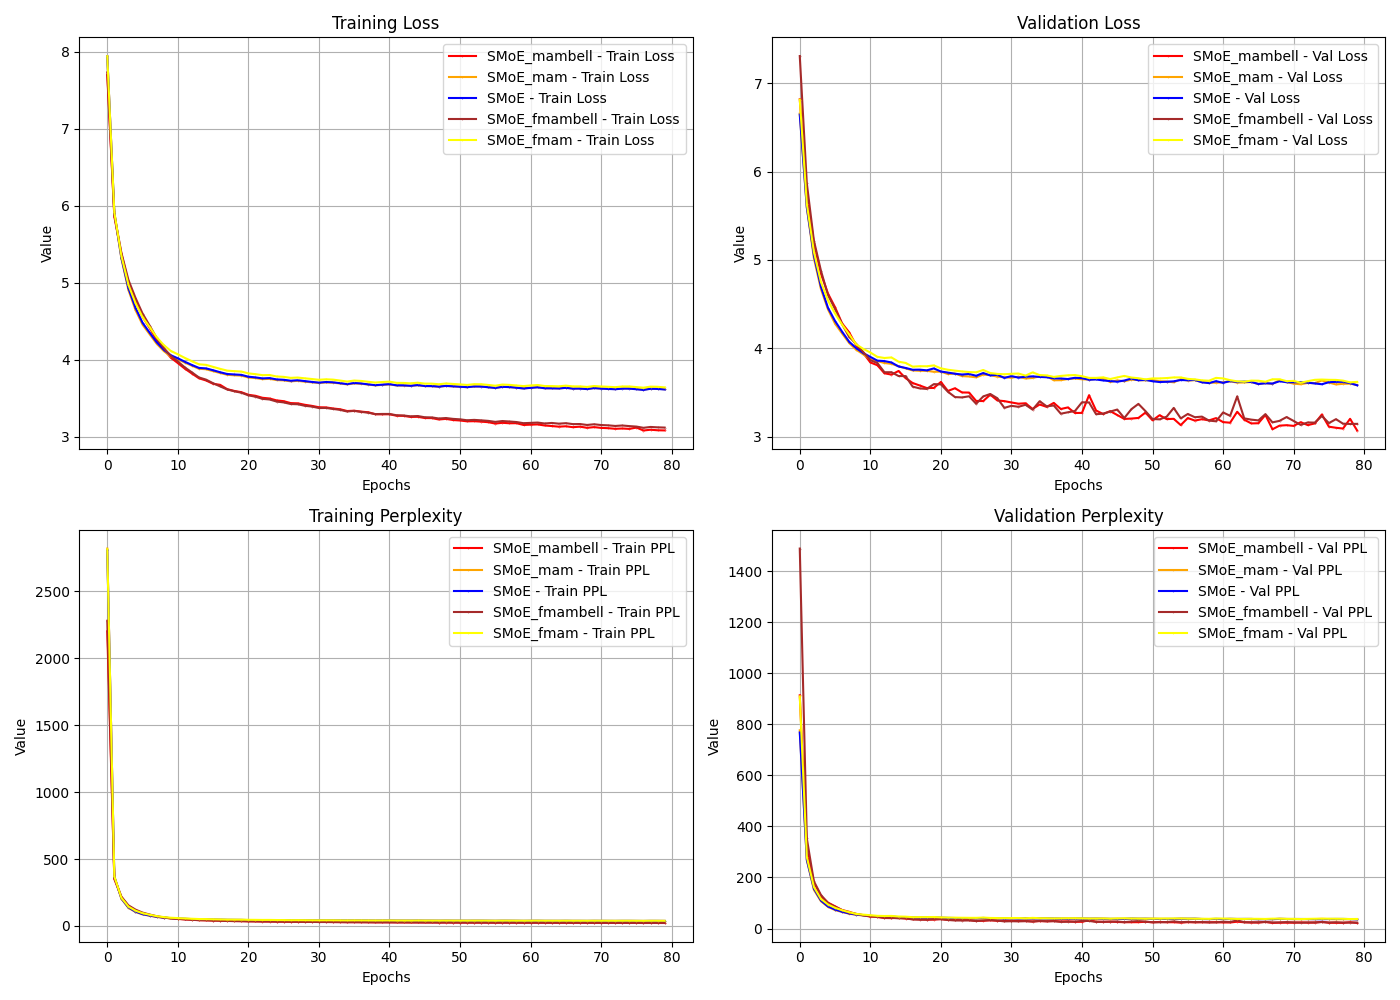 Training Loss
SMoE_mambell - Train Loss
SMoE_mam - Train Loss
SMoE - Train Loss
SMoE_fmambell - Train Loss
SMoE_fmam - Train Loss
Value
8
7
6
5
4
3
0 10 20 30 40 50 60 70 80
Epochs
Validation Loss
SMoE_mambell - Val Loss
SMoE_mam - Val Loss
SMoE - Val Loss
SMoE_fmambell - Val Loss
SMoE_fmam - Val Loss
Value
7
6
5
4
3
0 10 20 30 40 50 60 70 80
Epochs
Training Perplexity
SMoE_mambell - Train PPL
SMoE_mam - Train PPL
SMoE - Train PPL
SMoE_fmambell - Train PPL
SMoE_fmam - Train PPL
Value
2500
2000
1500
1000
500
0
0 10 20 30 40 50 60 70 80
Epochs
Validation Perplexity
SMoE_mambell - Val PPL
SMoE_mam - Val PPL
SMoE - Val PPL
SMoE_fmambell - Val PPL
SMoE_fmam - Val PPL
Value
1400
1200
1000
800
600
400
200
0
0 10 20 30 40 50 60 70 80
Epochs